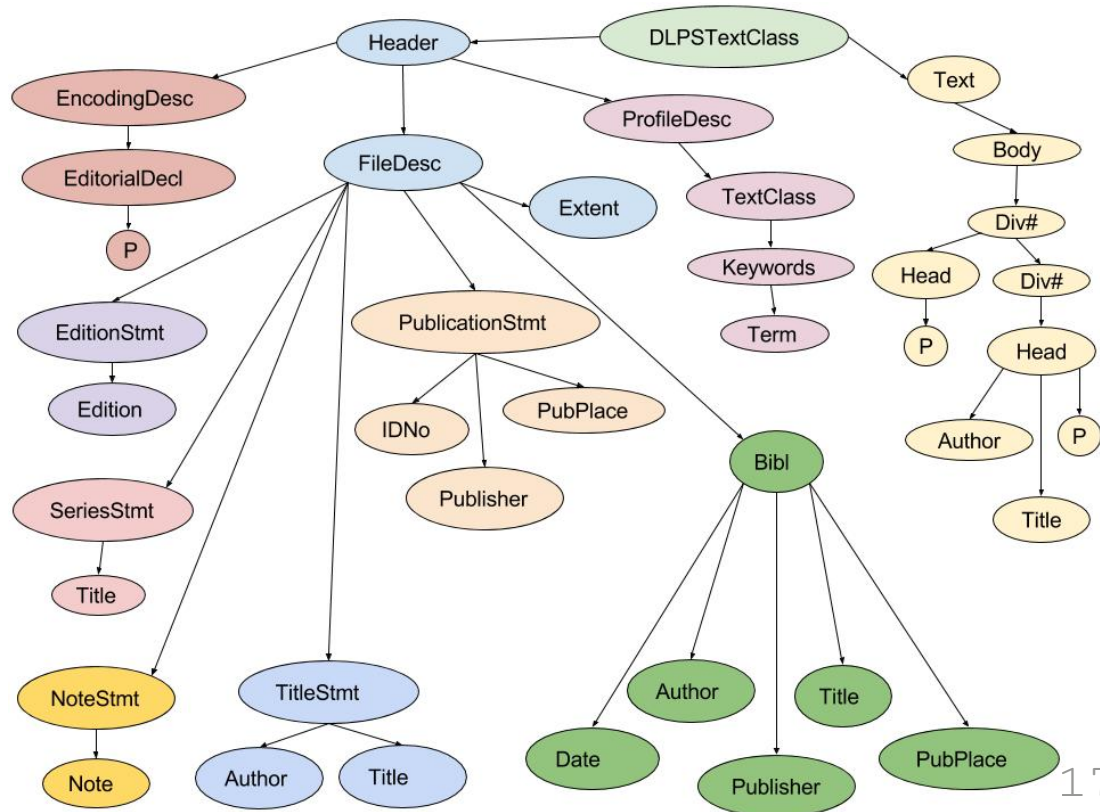 DLPSTextClass
Header
Text
EncodingDesc
ProfileDesc
Body
FileDesc
EditorialDecl
TextClass
Extent
Div#
P
Keywords
Head
Div#
EditionStmt
PublicationStmt
Term
P
Head
Edition
PubPlace
IDNo
Author
P
Bibl
Publisher
SeriesStmt
Title
Title
NoteStmt
TitleStmt
Author
Title
Date
PubPlace
Note
Author
Title
Publisher
17